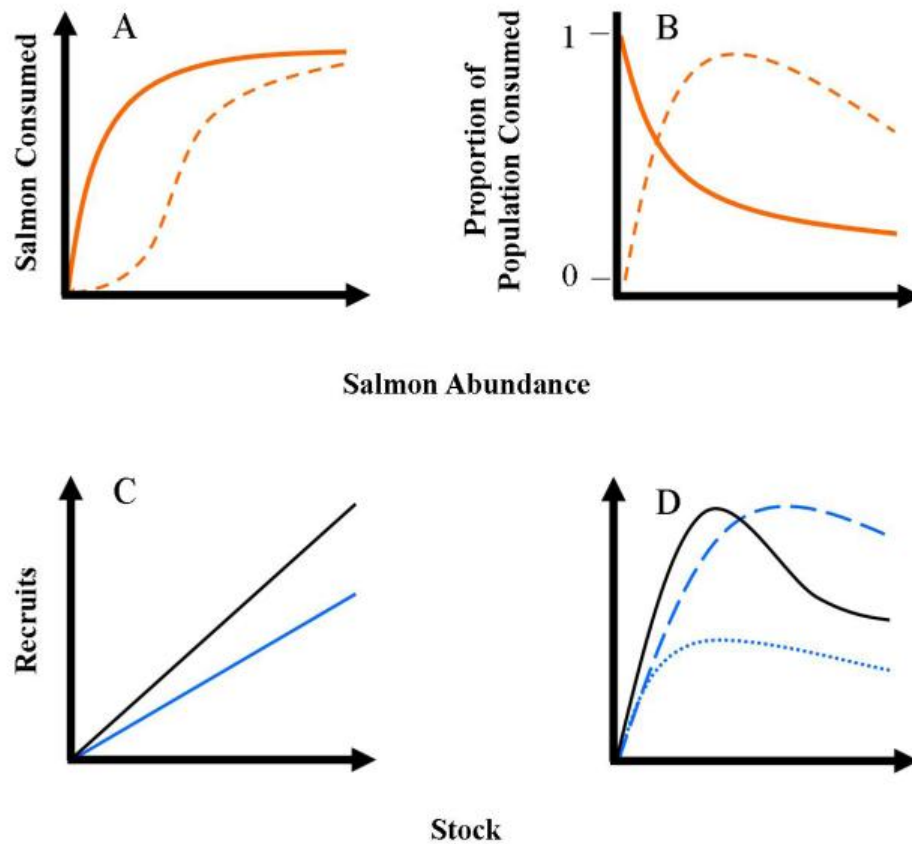 A
B
Salmon Consumed
Proportion of
Population Consumed
1
0
Salmon Abundance
C
D
Recruits
Stock